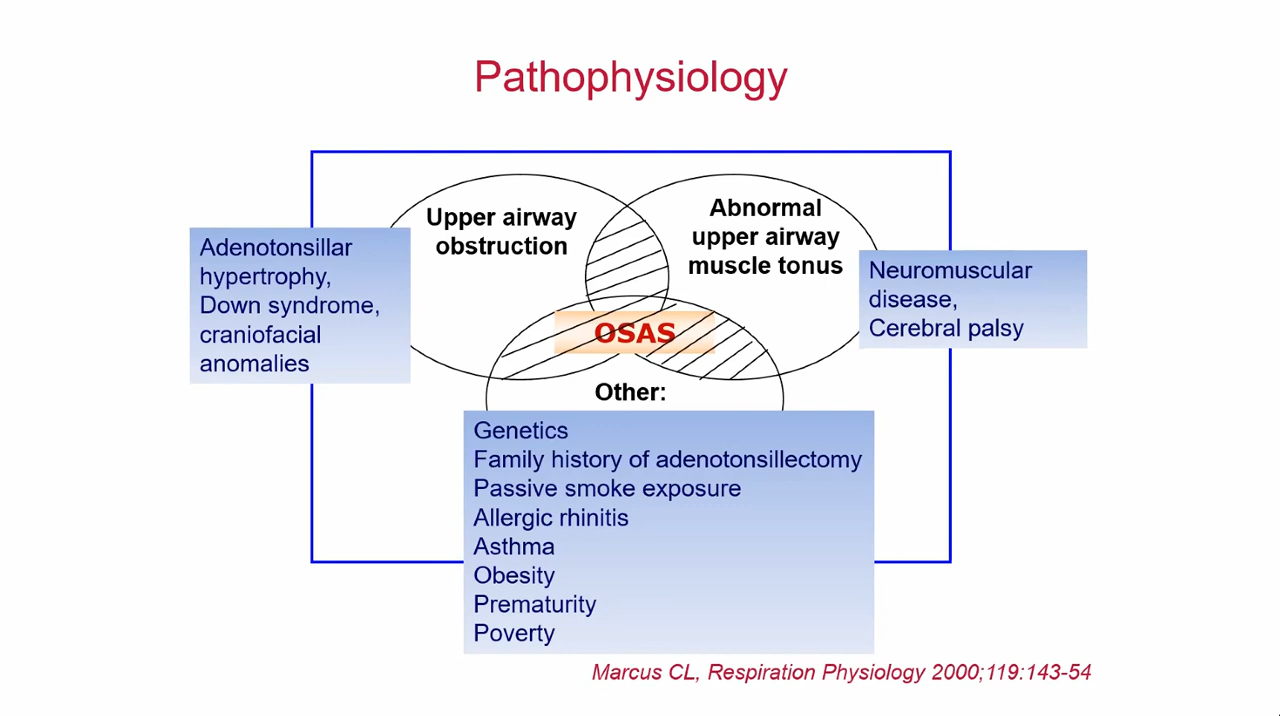 Pathophysiology
Upper airway
obstruction
Abnormal
upper airway
muscle tonus
Adenotonsillar
hypertrophy,
Down syndrome,
craniofacial
anomalies
Neuromuscular
disease,
Cerebral palsy
OSAS
Other:
Genetics
Family history of adenotonsillectomy
Passive smoke exposure
Allergic rhinitis
Asthma
Obesity
Prematurity
Poverty
Marcus CL, Respiration Physiology 2000;119:143-54